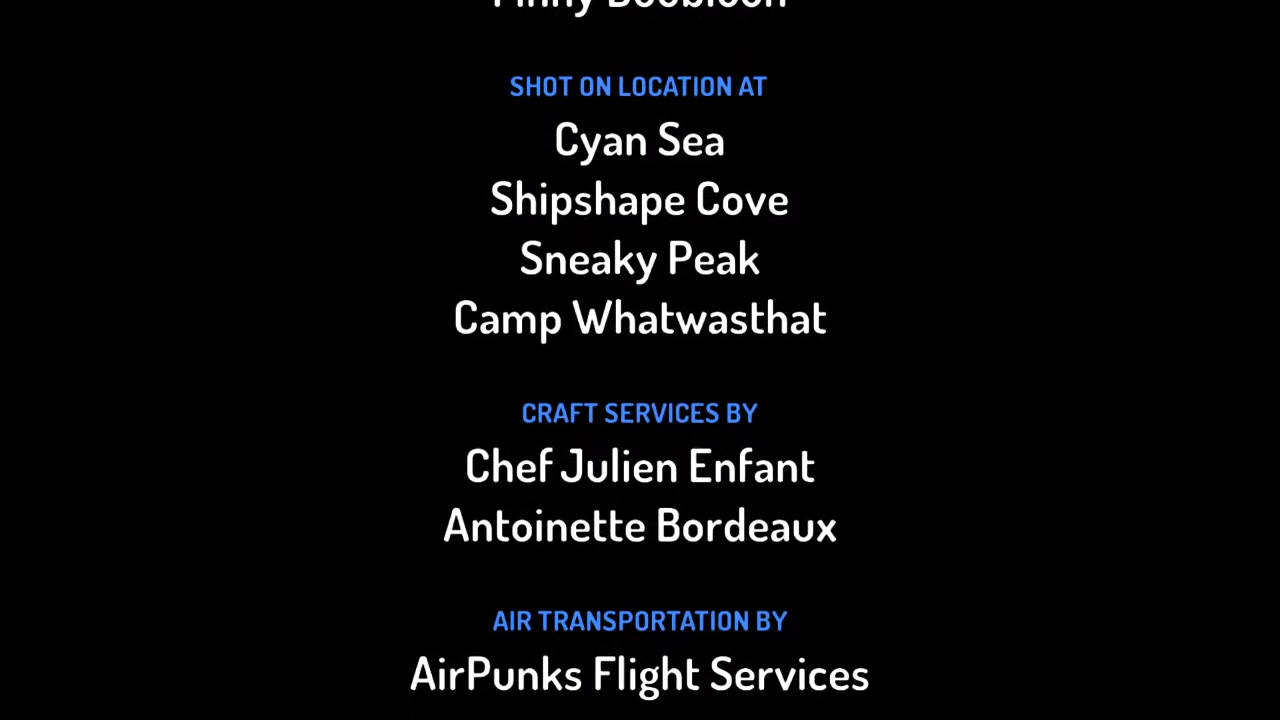 SHOT ON LOCATION AT
Cyan Sea
Shipshape Cove
Sneaky Peak
Camp Whatwasthat
CRAFT SERVICES BY
Chef Julien Enfant
Antoinette Bordeaux
AIR TRANSPORTATION BY
AirPunks Flight Services